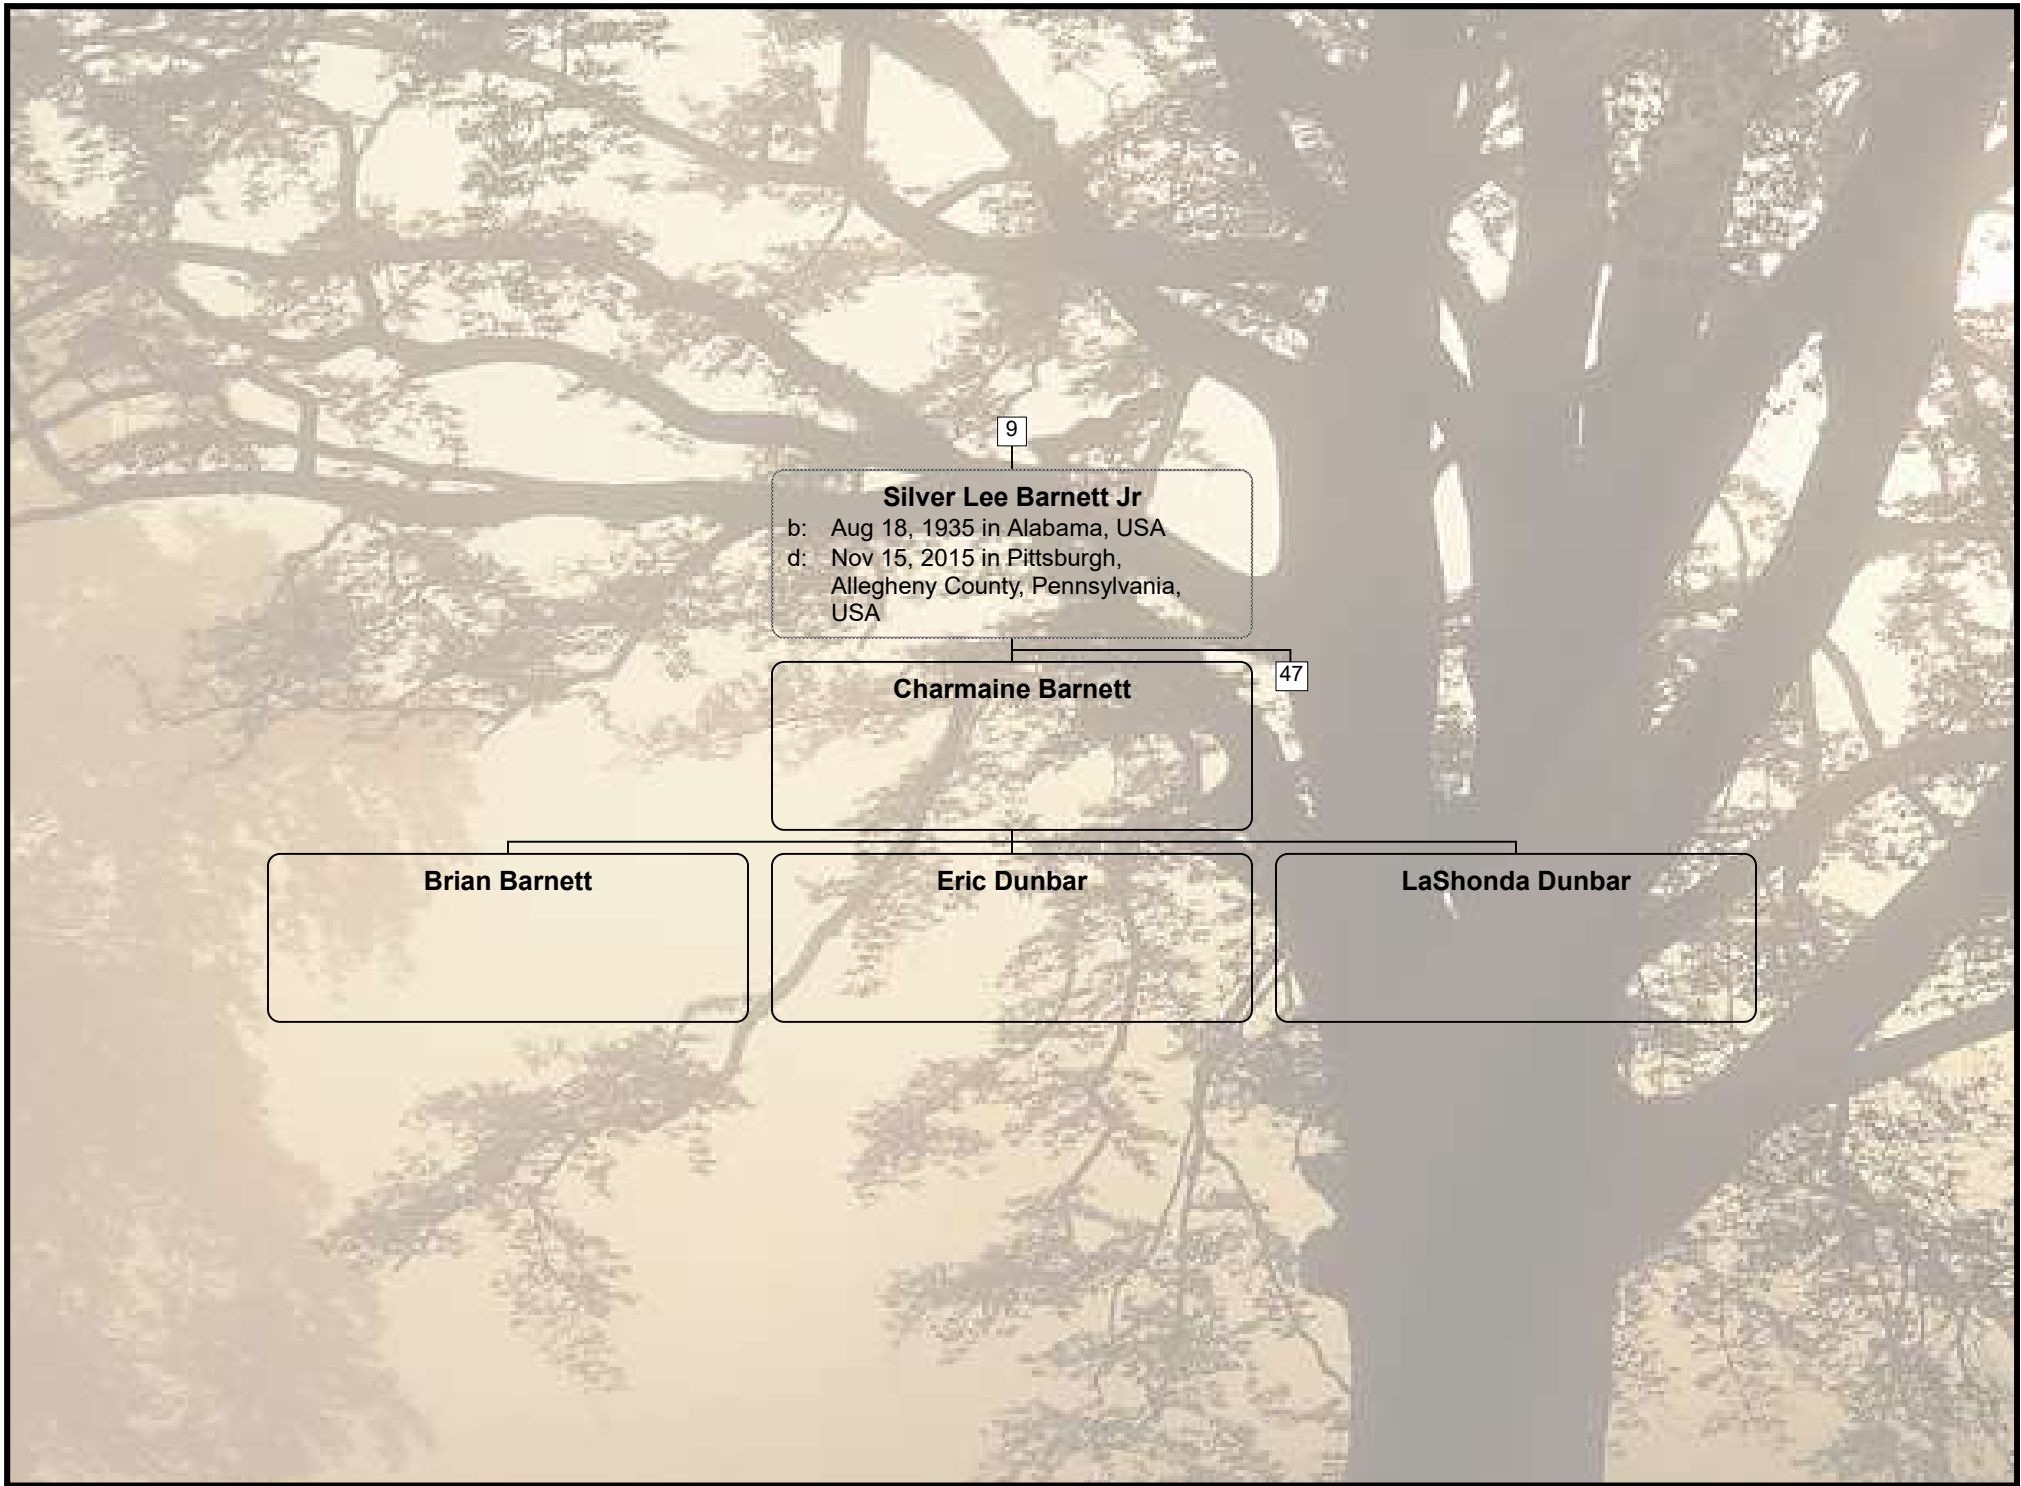 9
Silver Lee Barnett Jr
b: Aug 18, 1935 in Alabama, USA
d: Nov 15, 2015 in PIttsburgh,
Allegheny County, Pennsylvania,
USA
47
Charmaine Barnett
Brian Barnett
Eric Dunbar
LaShonda Dunbar